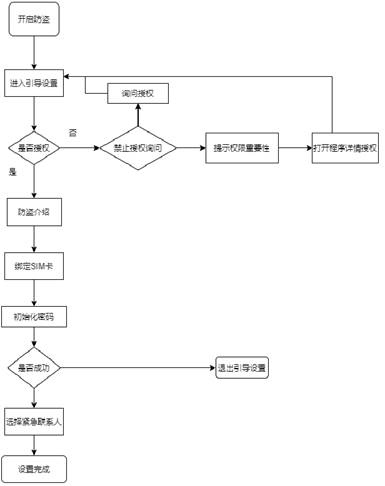 开启防盗
进入引导设置
询问授权
否
是否授权
禁止授权询问
提示权限重要性
打开程序详情授权
是
防盗介绍
绑定SIM卡
初始化密码
是否成功
退出引导设置
选择紧急联系人
设置完成